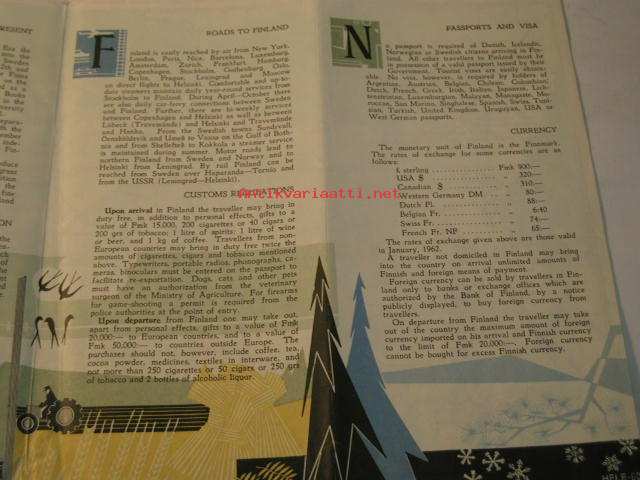 PRESENT
ROADS TO FINLAND
F
inland is easily reached by air from New York,
London, Paris, Nice, Barcelona, Luxemburg,
Amsterdam, Zürich, Frankfurt, Hamburg,
Copenhagen, Stockholm, Gothenburg, Oslo,
Berlin, Prague, Leningrad and Moscow
on direct flights to Helsinki. Comfortable and up-to-
date steamers maintain daily year-round services from
Stockholm to Finland. During April—October there
are also daily car-ferry connections between Sweden
and Finland. Further, there are bi-weekly services
between Copenhagen and Helsinki as well as between
Lübeck (Travemünde) and Helsinki and Travemünde
and Hanko. From the Swedish towns Sundsvall,
Örnsköldsvik and Umeå to Vaasa on the Gulf of Both-
nia and from Skellefteå to Kokkola a steamer service
is maintained during summer. Motor roads lead to
northern Finland from Sweden and Norway and to
Helsinki from Leningrad. By rail Finland can be
reached from Sweden over Haparanda—Tornio and
from the USSR (Leningrad—Helsinki).
CUSTOMS REGULATIONS
Upon arrival in Finland the traveller may bring in
duty free, in addition to personal effects, gifts to a
value of Fmk 15,000, 200 cigarettes or 40 cigars or
200 grs of tobacco; 1 litre of spirits; 1 litre of wine
or beer, and 1 kg of coffee. Travellers from non-
European countries may bring in duty free twice the
amounts of cigarettes, cigars and tobacco mentioned
above. Typewriters, portable radios, phonographs, ca-
meras, binoculars must be entered on the passport to
facilitate re-exportation. Dogs, cats and other pets
must have an authorization from the veterinary
surgeon of the Ministry of Agriculture. For firearms
for game-shooting a permit is required from the
police authorities at the point of entry.
Upon departure from Finland one may take out,
apart from personal effects, gifts to a value of Fmk
20,000:— to European countries, and to a value of
Fmk 50,000:— to countries outside Europe. The
purchases should not, however, include coffee, tea,
cocoa powder, medicines, textiles in interware, and
not more than 250 cigarettes or 50 cigars or 250 grs
of tobacco and 2 bottles of alcoholic liquor.
PASSPORTS AND VISA
N
o passport is required of Danish, Icelandic,
Norwegian or Swedish citizens arriving in Fin-
land. All other travellers to Finland must be
in possession of a valid passport issued by their
Government. Tourist visas are easily obtain-
able. No visa, however, is required by holders of
Argentine, Austrian, Belgian, Chilean, Colombian,
Dutch, French, Greek, Irish, Italian, Japanese, Liech-
tensteinian, Luxemburgian, Malayan, Monégasque, Mo-
roccan, San Marino, Singhalese, Spanish, Swiss, Tuni-
sian, Turkish, United Kingdom, Uruguyan, USA or
West German passports.
CURRENCY
The monetary unit of Finland is the Finnmark.
The rates of exchange for some currencies are as
follows:
£ sterling Fmk 900:—
USA $ " 320:—
Canadian $ " 310:—
Western Germany DM " 80:—
Dutch Fl. " 88:—
Belgian Fr. " 6:40
Swiss Fr. " 74:—
French Fr. NP " 65:—
The rates of exchange given above are those valid
in January, 1962.
A traveller not domiciled in Finland may bring
into the country on arrival unlimited amounts of
Finnish and foreign means of payment.
Foreign currency can be sold by travellers in Fin-
land only to banks or exchange offices which are
authorized by the Bank of Finland, by a notice
publicly displayed, to buy foreign currency from
travellers.
On departure from Finland the traveller may take
out of the country the maximum amount of foreign
currency imported on his arrival and Finnish currency
to the limit of Fmk 20,000:—. Foreign currency
cannot be bought for excess Finnish currency.
antikvariaatti.net